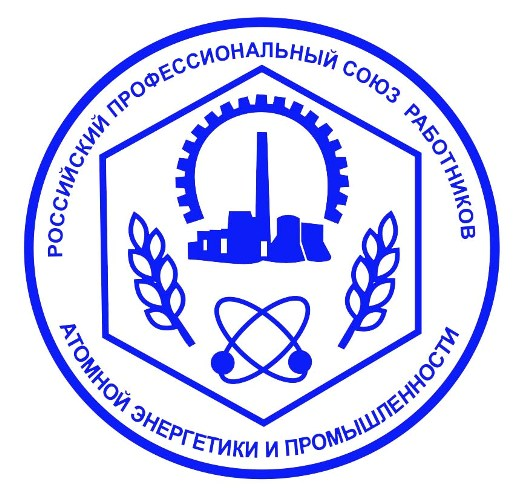 РОССИЙСКИЙ ПРОФЕССИОНАЛЬНЫЙ СОЮЗ РАБОТНИКОВ
АТОМНОЙ ЭНЕРГЕТИКИ И ПРОМЫШЛЕННОСТИ